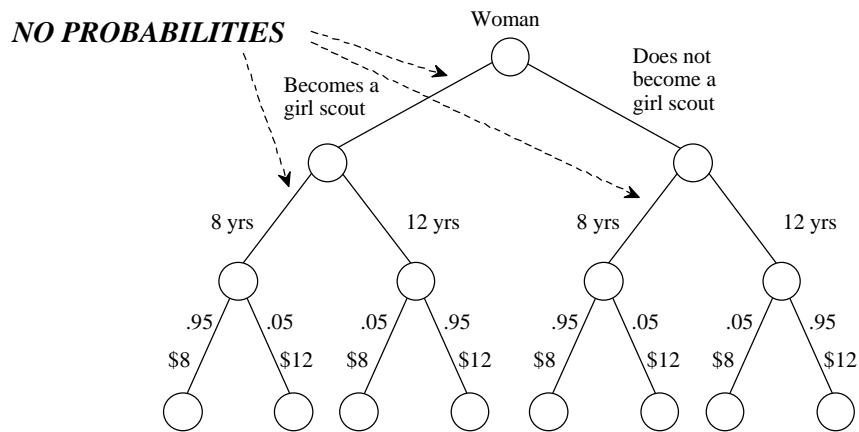 Woman
NO PROBABILITIES
Becomes a
girl scout
Does not
become a
girl scout
8 yrs
12 yrs
8 yrs
12 yrs
.95
.05
.05
.95
.95
.05
.05
.95
$8
$12
$8
$12
$8
$12
$8
$12